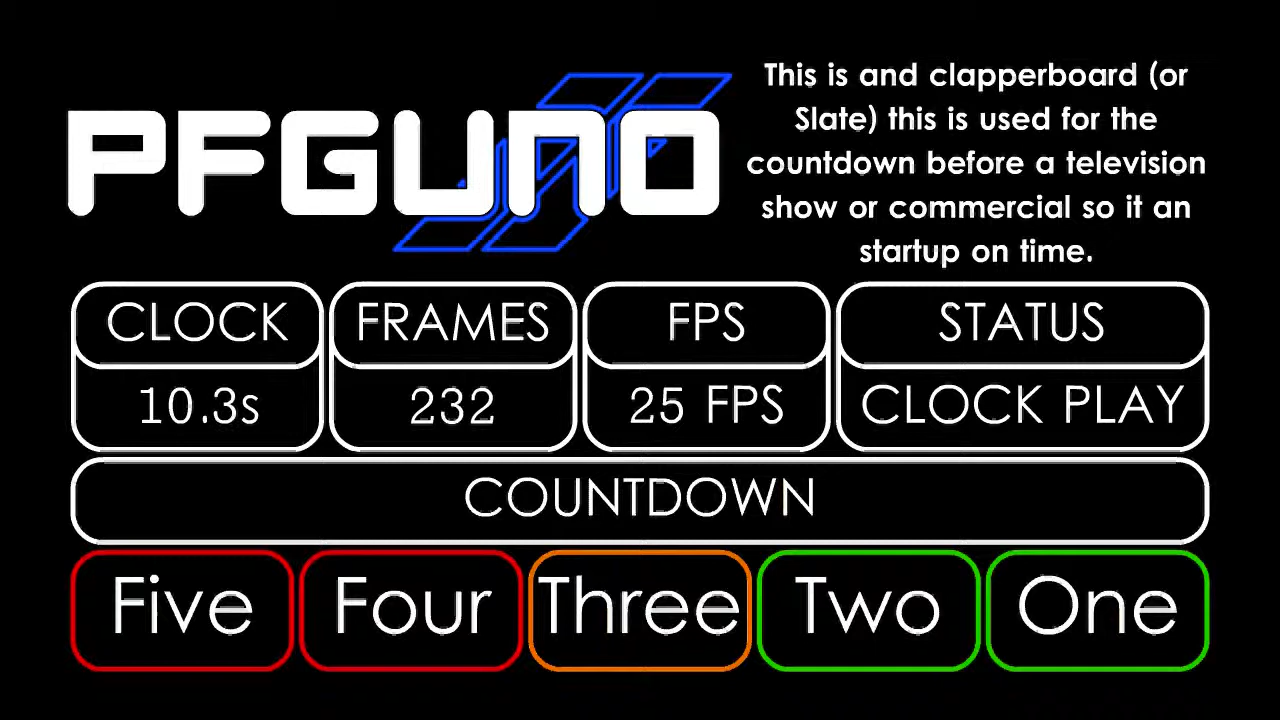 PFGUNO
This is and clapperboard (or
Slate) this is used for the
countdown before a television
show or commercial so it an
startup on time.
CLOCK FRAMES FPS STATUS
10.3s 232 25 FPS CLOCK PLAY
COUNTDOWN
Five Four Three Two One